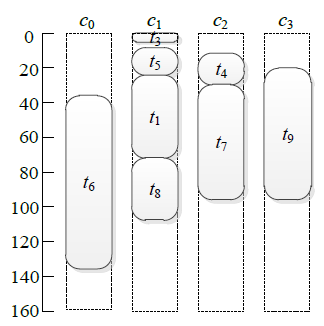 c₀ c₁ c₂ c₃
0
t₃
20
t₅ t₄
40
t₁
60
t₇ t₉
80
t₆ t₈
100
120
140
160